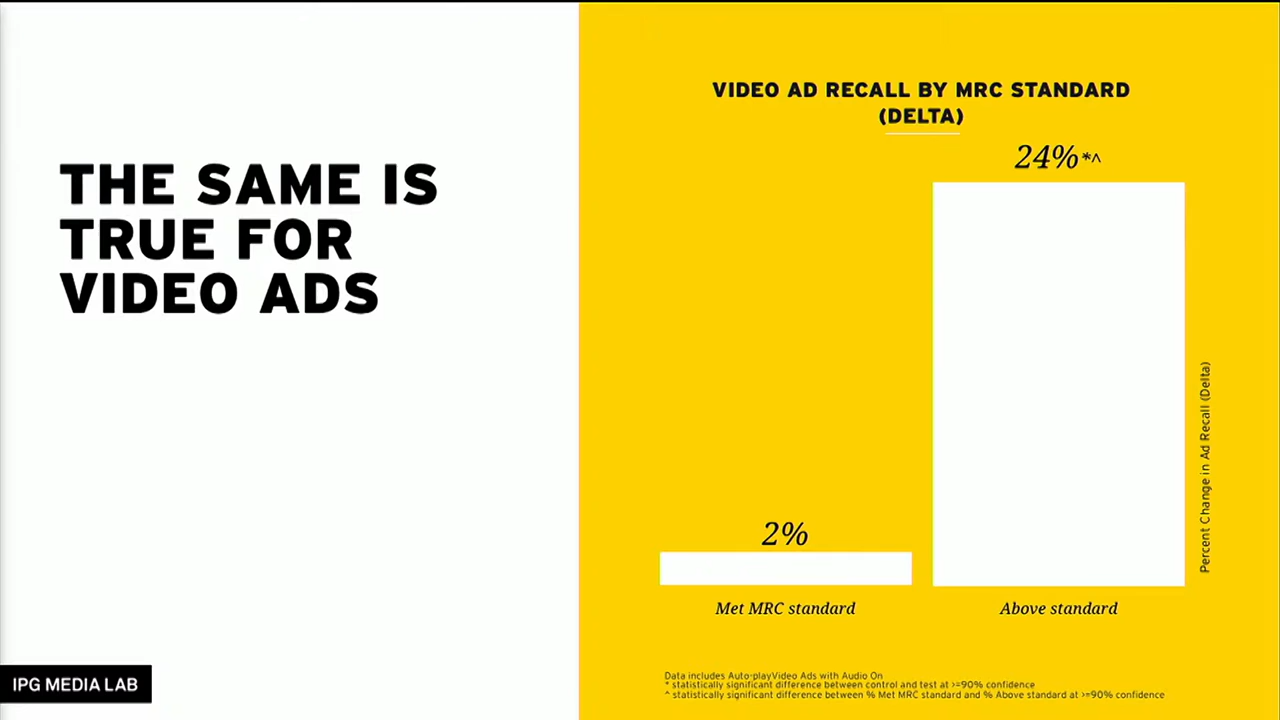 THE SAME IS
TRUE FOR
VIDEO ADS
IPG MEDIA LAB
VIDEO AD RECALL BY MRC STANDARD
(DELTA)
24%*^
2%
Met MRC standard
Above standard
Percent Change in Ad Recall (Delta)
Data includes Auto-playVideo Ads with Audio On
* statistically significant difference between control and test at >=90% confidence
^ statistically significant difference between % Met MRC standard and % Above standard at >=90% confidence